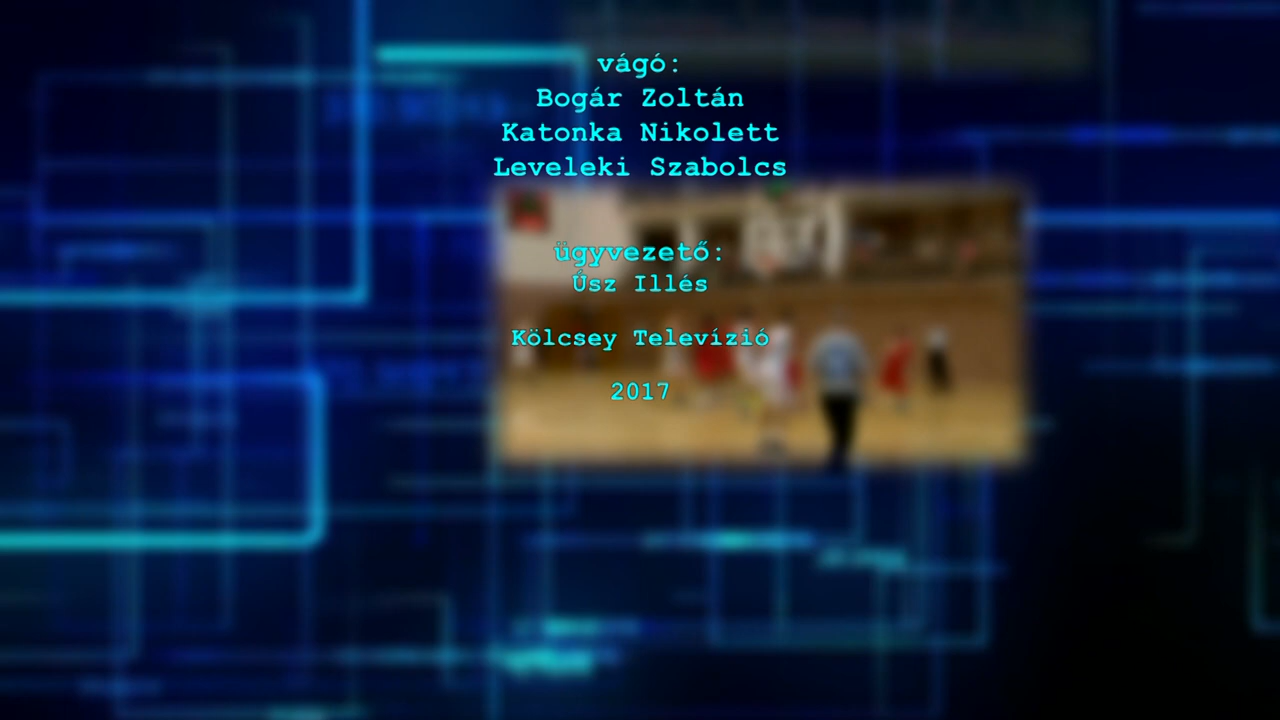 vágó:
Bogár Zoltán
Katonka Nikolett
Leveleki Szabolcs
ügyvezető:
Úsz Illés
Kölcsey Televízió
2017